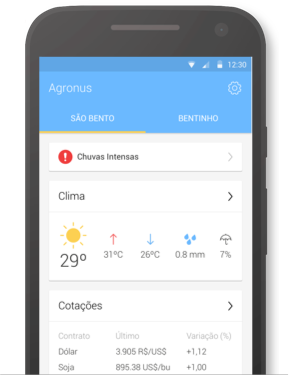 12:30
Agronus
SÃO BENTO BENTINHO
Chuvas Intensas
Clima
29º 31ºC 26ºC 0.8 mm 7%
Cotações
Contrato Último Variação (%)
Dólar 3.905 R$/US$ +1,12
Soja 895.38 US$/bu +1,00